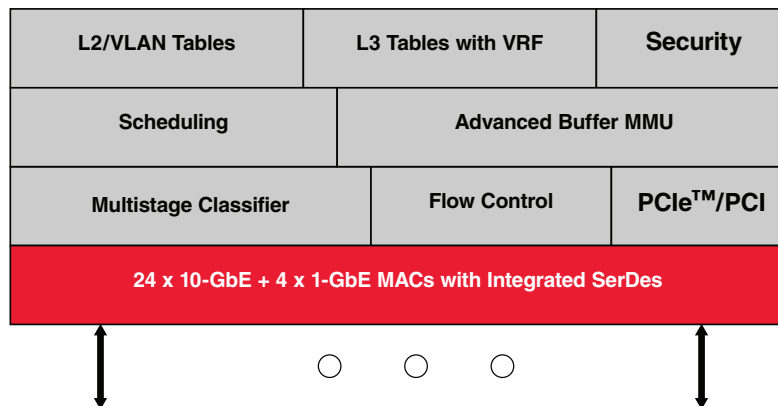 L2/VLAN Tables
L3 Tables with VRF
Security
Scheduling
Advanced Buffer MMU
Multistage Classifier
Flow Control
PCIe™/PCI
24 x 10-GbE + 4 x 1-GbE MACs with Integrated SerDes